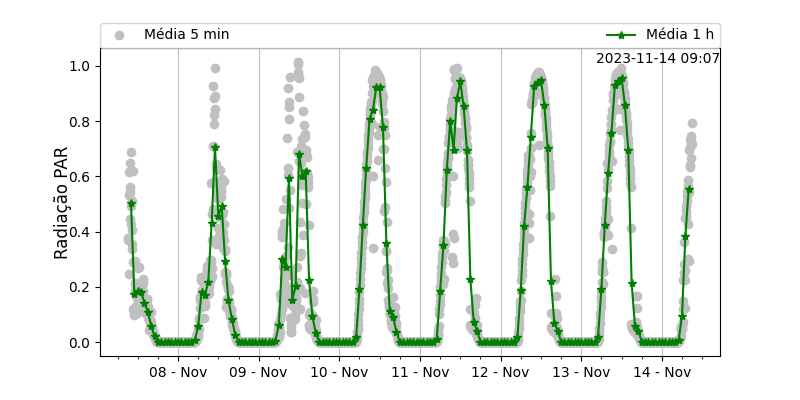 Média 5 min
Média 1 h
2023-11-14 09:07
Radiação PAR
1.0
0.8
0.6
0.4
0.2
0.0
08 - Nov
09 - Nov
10 - Nov
11 - Nov
12 - Nov
13 - Nov
14 - Nov